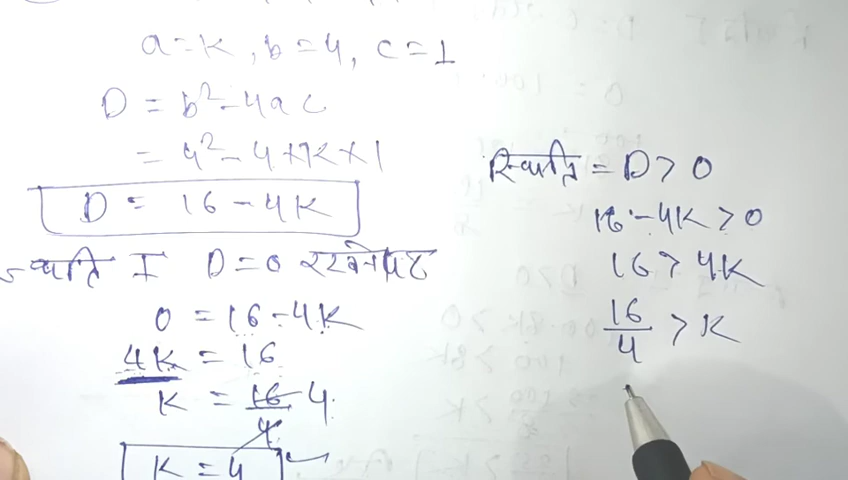 a = K, b = 4, c = 1
D = b² - 4ac
= 4² - 4×K×1
D = 16 - 4K
स्थिति I D = 0 रखने पर
0 = 16 - 4K
4K = 16
K = 16/4 4
K = 4
स्थिति = D > 0
16 - 4K > 0
16 > 4K
16/4 > K